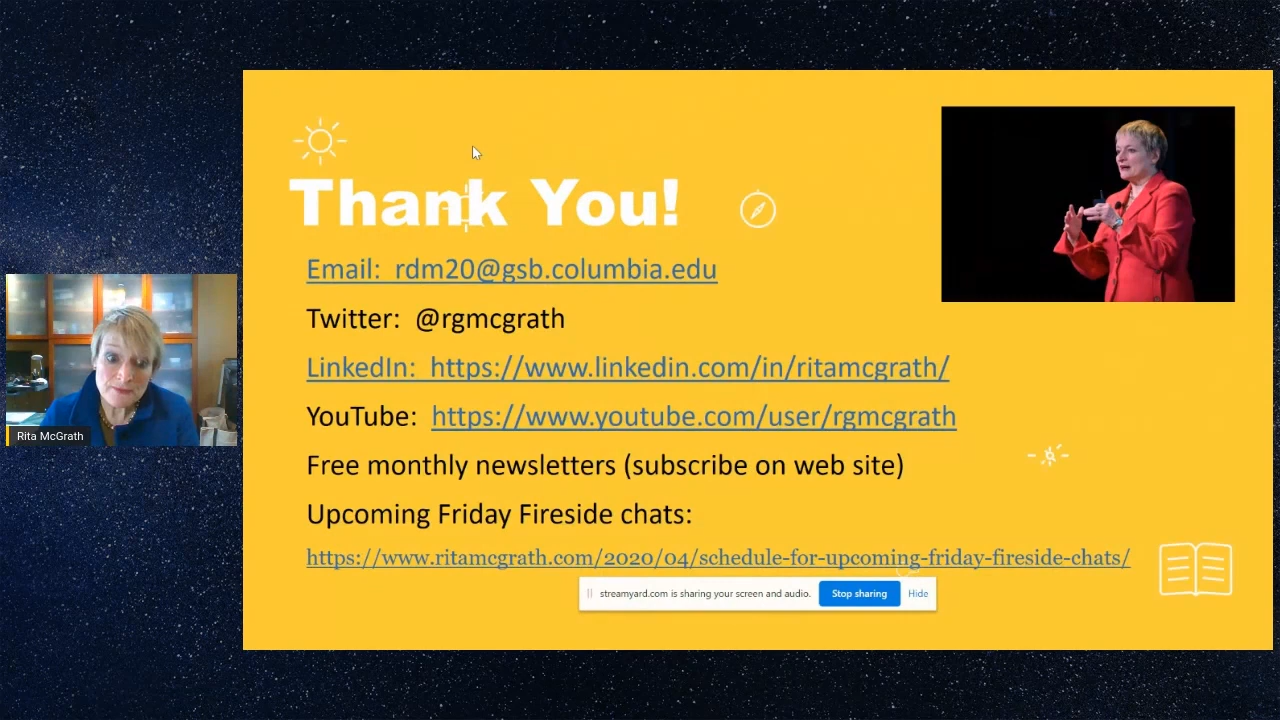 Thank You!
Email:  rdm20@gsb.columbia.edu
Twitter:  @rgmcgrath
LinkedIn:  https://www.linkedin.com/in/ritamcgrath/
YouTube:  https://www.youtube.com/user/rgmcgrath
Free monthly newsletters (subscribe on web site)
Upcoming Friday Fireside chats:
https://www.ritamcgrath.com/2020/04/schedule-for-upcoming-friday-fireside-chats/
streamyard.com is sharing your screen and audio. Stop sharing Hide
Rita McGrath